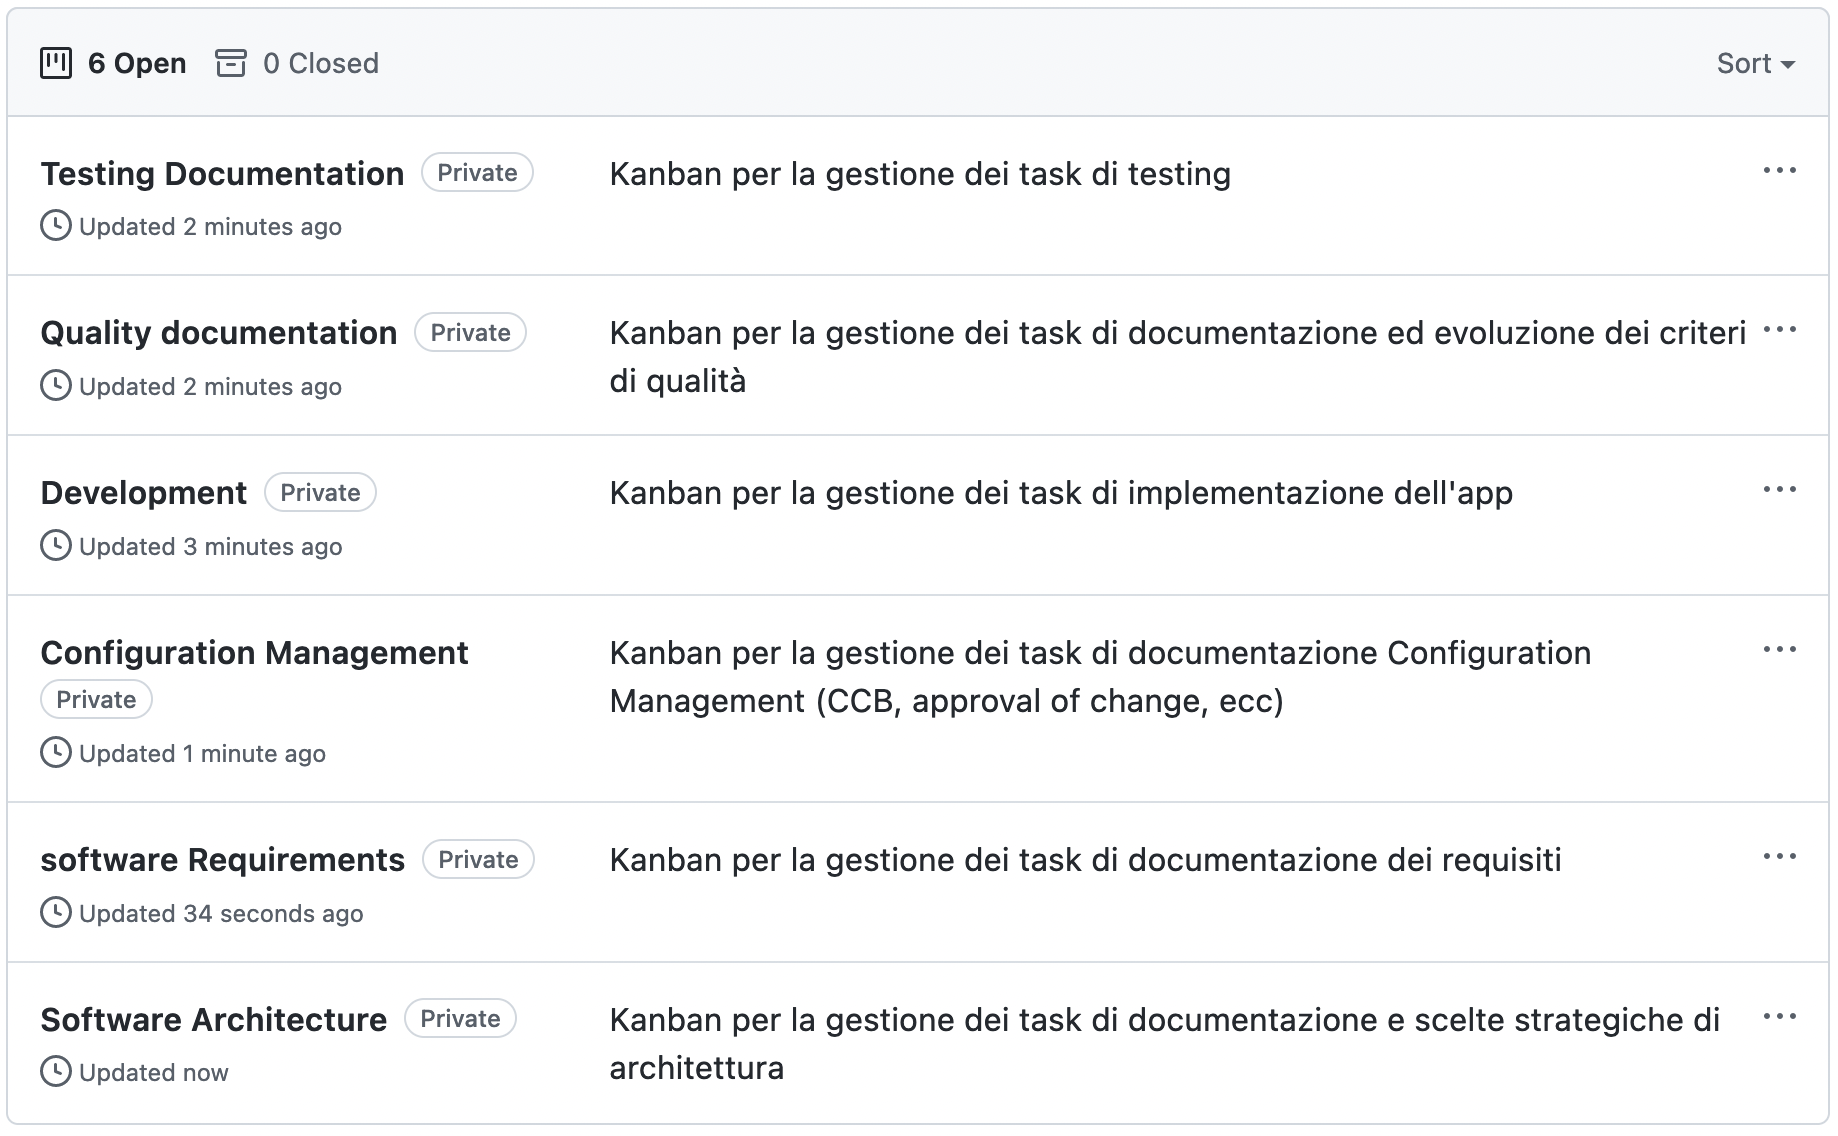 6 Open 0 Closed Sort
Testing Documentation Private Kanban per la gestione dei task di testing
Updated 2 minutes ago
Quality documentation Private Kanban per la gestione dei task di documentazione ed evoluzione dei criteri
di qualità
Updated 2 minutes ago
Development Private Kanban per la gestione dei task di implementazione dell'app
Updated 3 minutes ago
Configuration Management Kanban per la gestione dei task di documentazione Configuration
Private Management (CCB, approval of change, ecc)
Updated 1 minute ago
software Requirements Private Kanban per la gestione dei task di documentazione dei requisiti
Updated 34 seconds ago
Software Architecture Private Kanban per la gestione dei task di documentazione e scelte strategiche di
architettura
Updated now